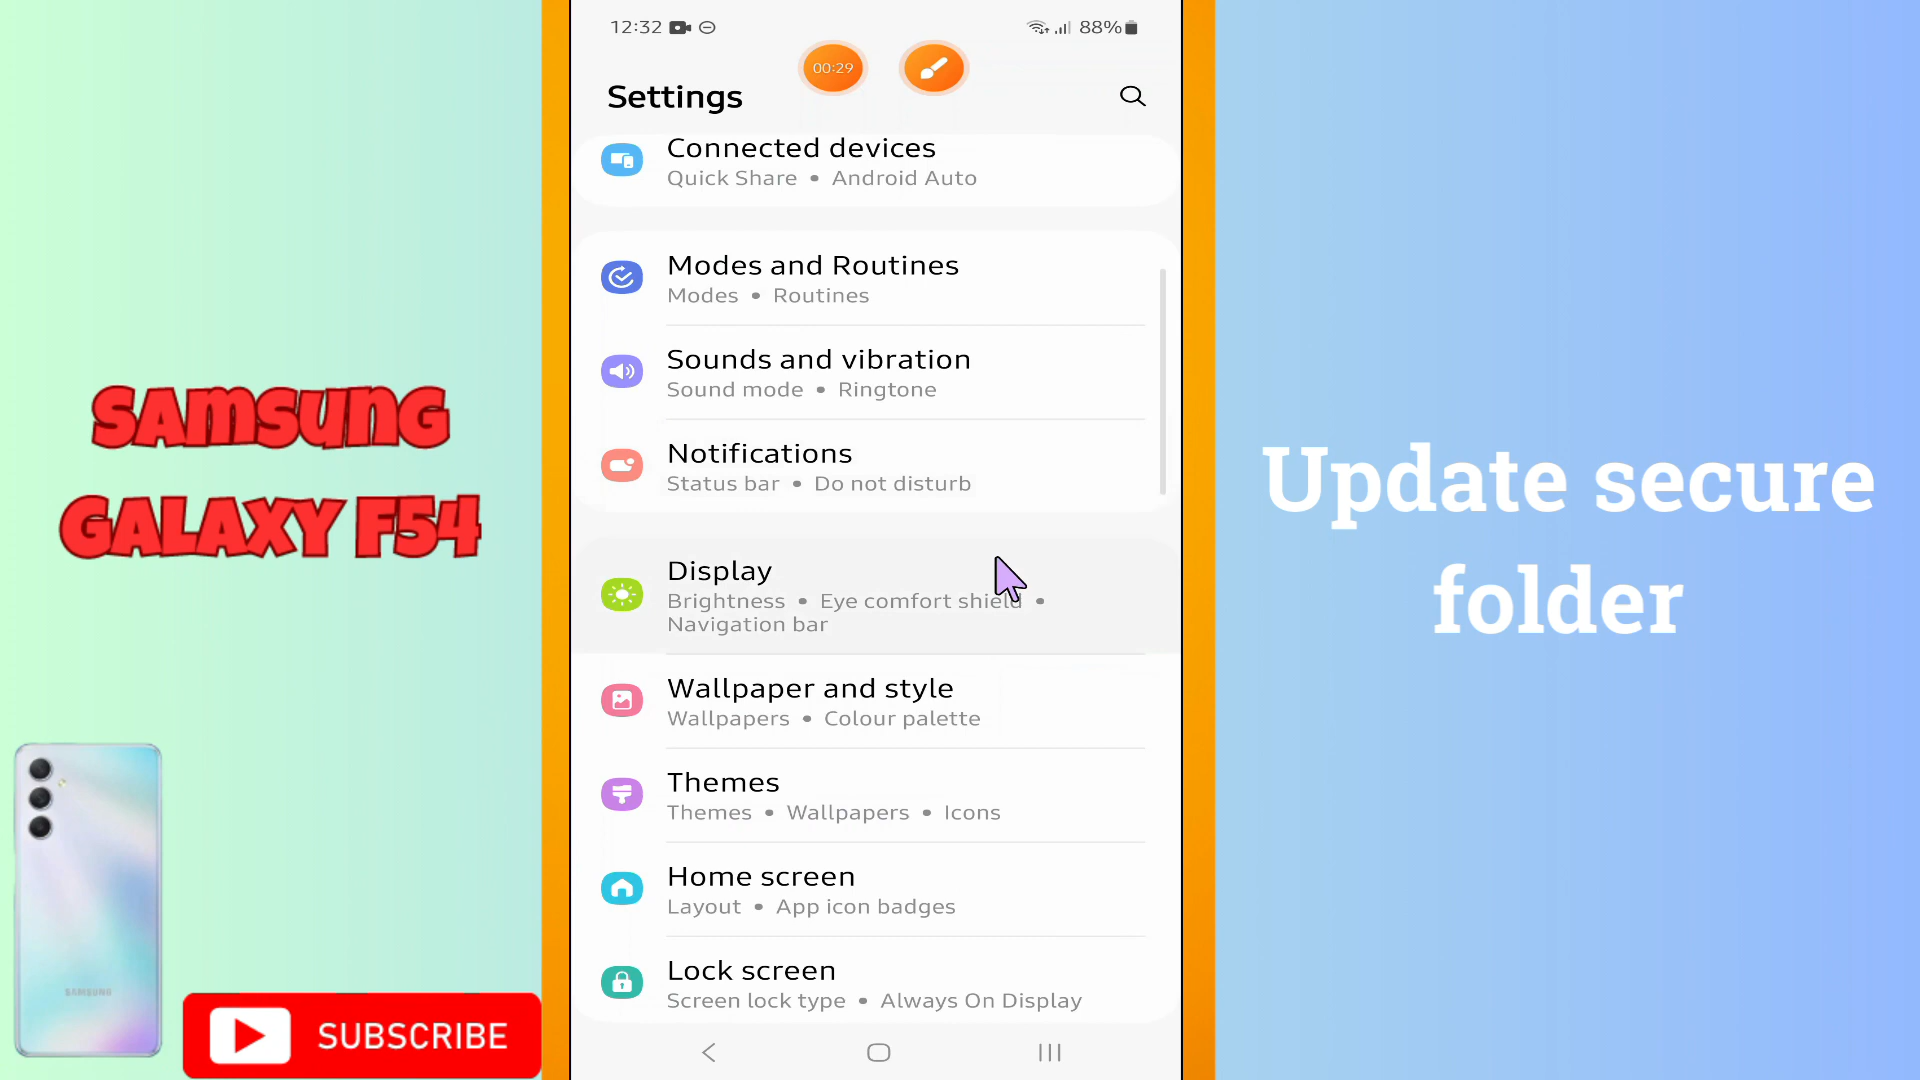 12:32
88%
00:29
Settings
Connected devices
Quick Share • Android Auto
Modes and Routines
Modes • Routines
Sounds and vibration
Sound mode • Ringtone
Notifications
Status bar • Do not disturb
Display
Brightness • Eye comfort shield •
Navigation bar
Wallpaper and style
Wallpapers • Colour palette
Themes
Themes • Wallpapers • Icons
Home screen
Layout • App icon badges
Lock screen
Screen lock type • Always On Display
SAMSUNG
GALAXY F54
SAMSUNG
SUBSCRIBE
Update secure
folder